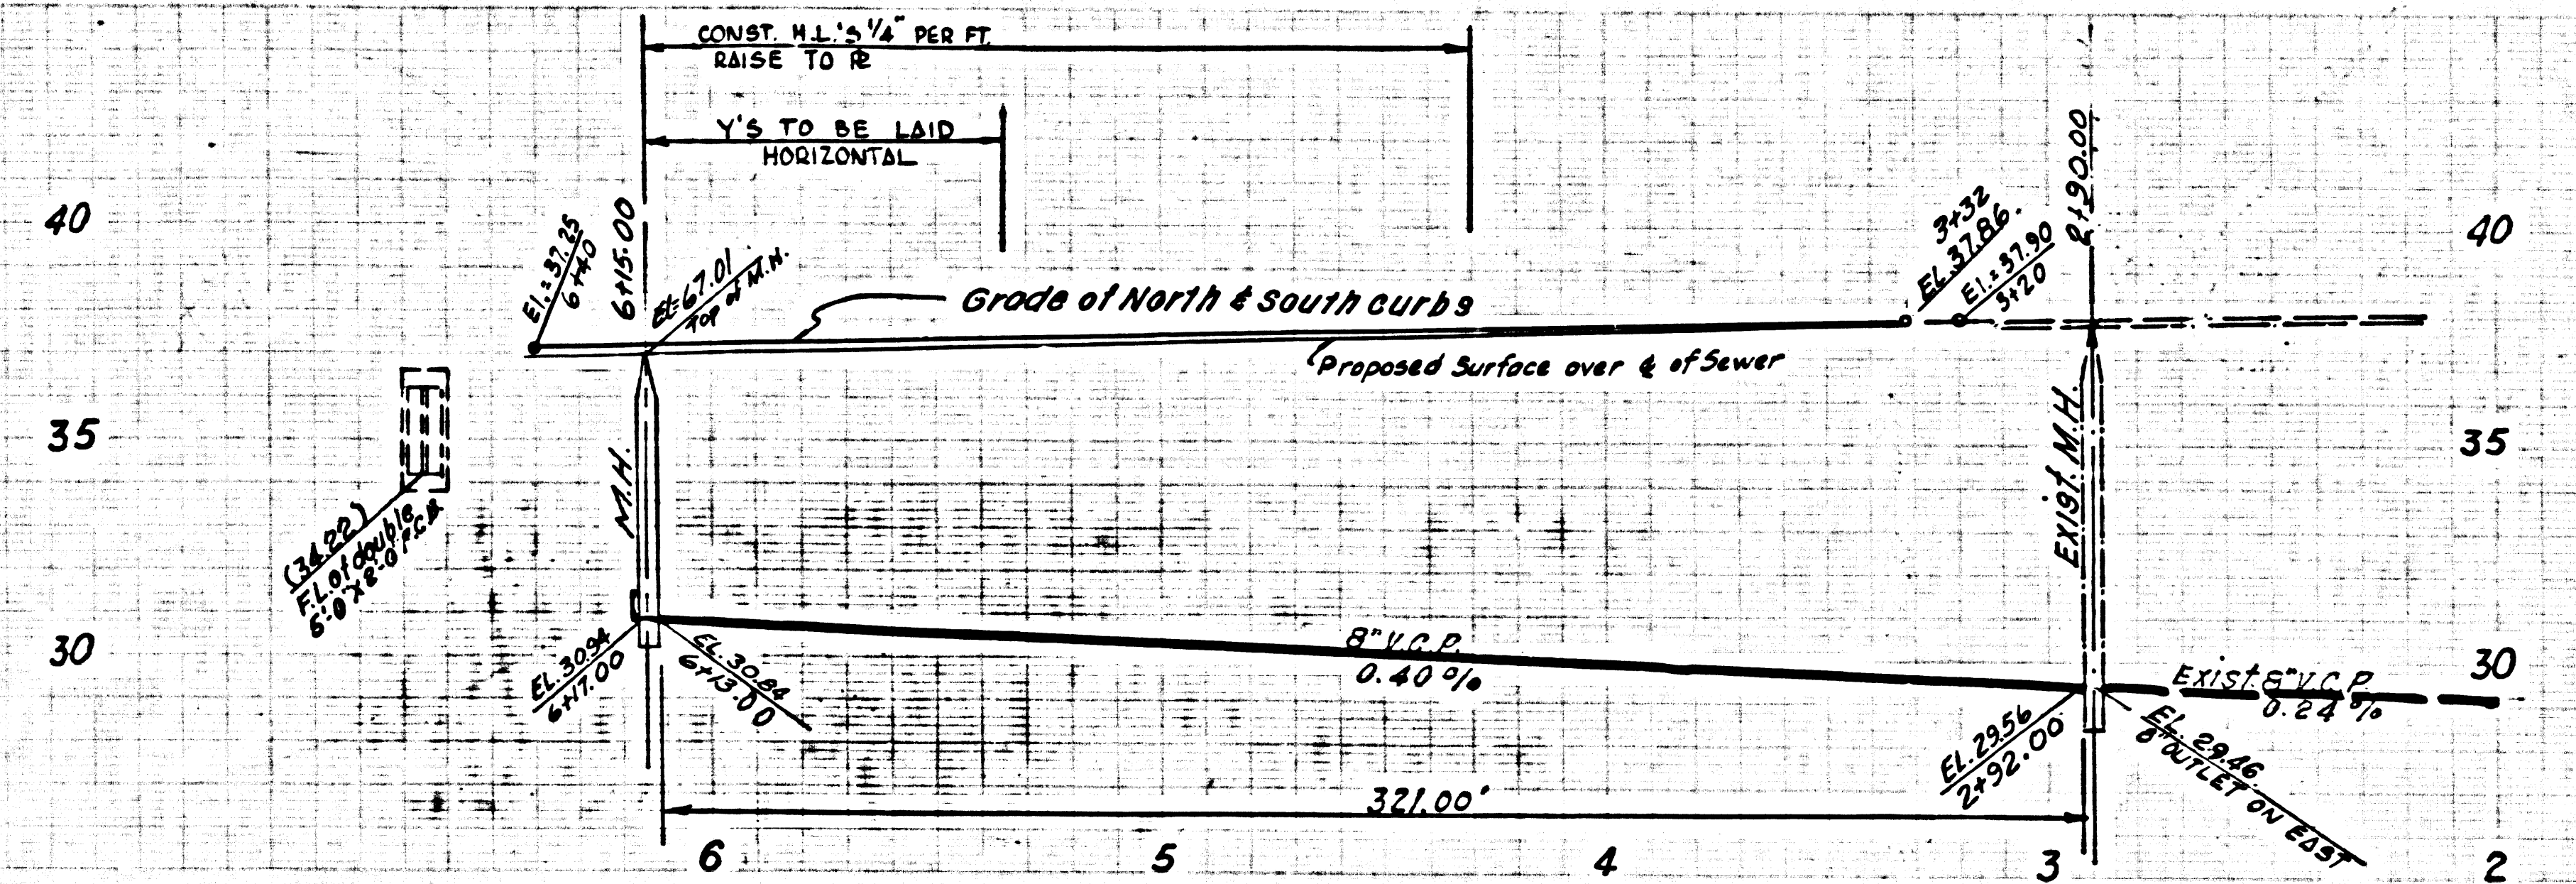 CONST. H.L.'S 1/4" PER FT.
RAISE TO PL
Y'S TO BE LAID
HORIZONTAL
40
40
El.=37.25
6+40
6+15.00
El=67.01
TOP of M.H.
Grade of North & South curbs
3+32
EL 37.86.
El.=37.90
3+20
2+90.00
Proposed Surface over ℄ of Sewer
35
35
M.H.
Exist. M.H.
(34.22)
F.L. of double
30
30
EL. 30.94
6+17.00
EL. 30.84
6+13.00
8" V.C.P.
0.40 %
Exist. 8" V.C.P.
0.24 %
EL. 29.56
2+92.00
EL. 29.46
8" OUTLET ON EAST
321.00'
6
5
4
3
2